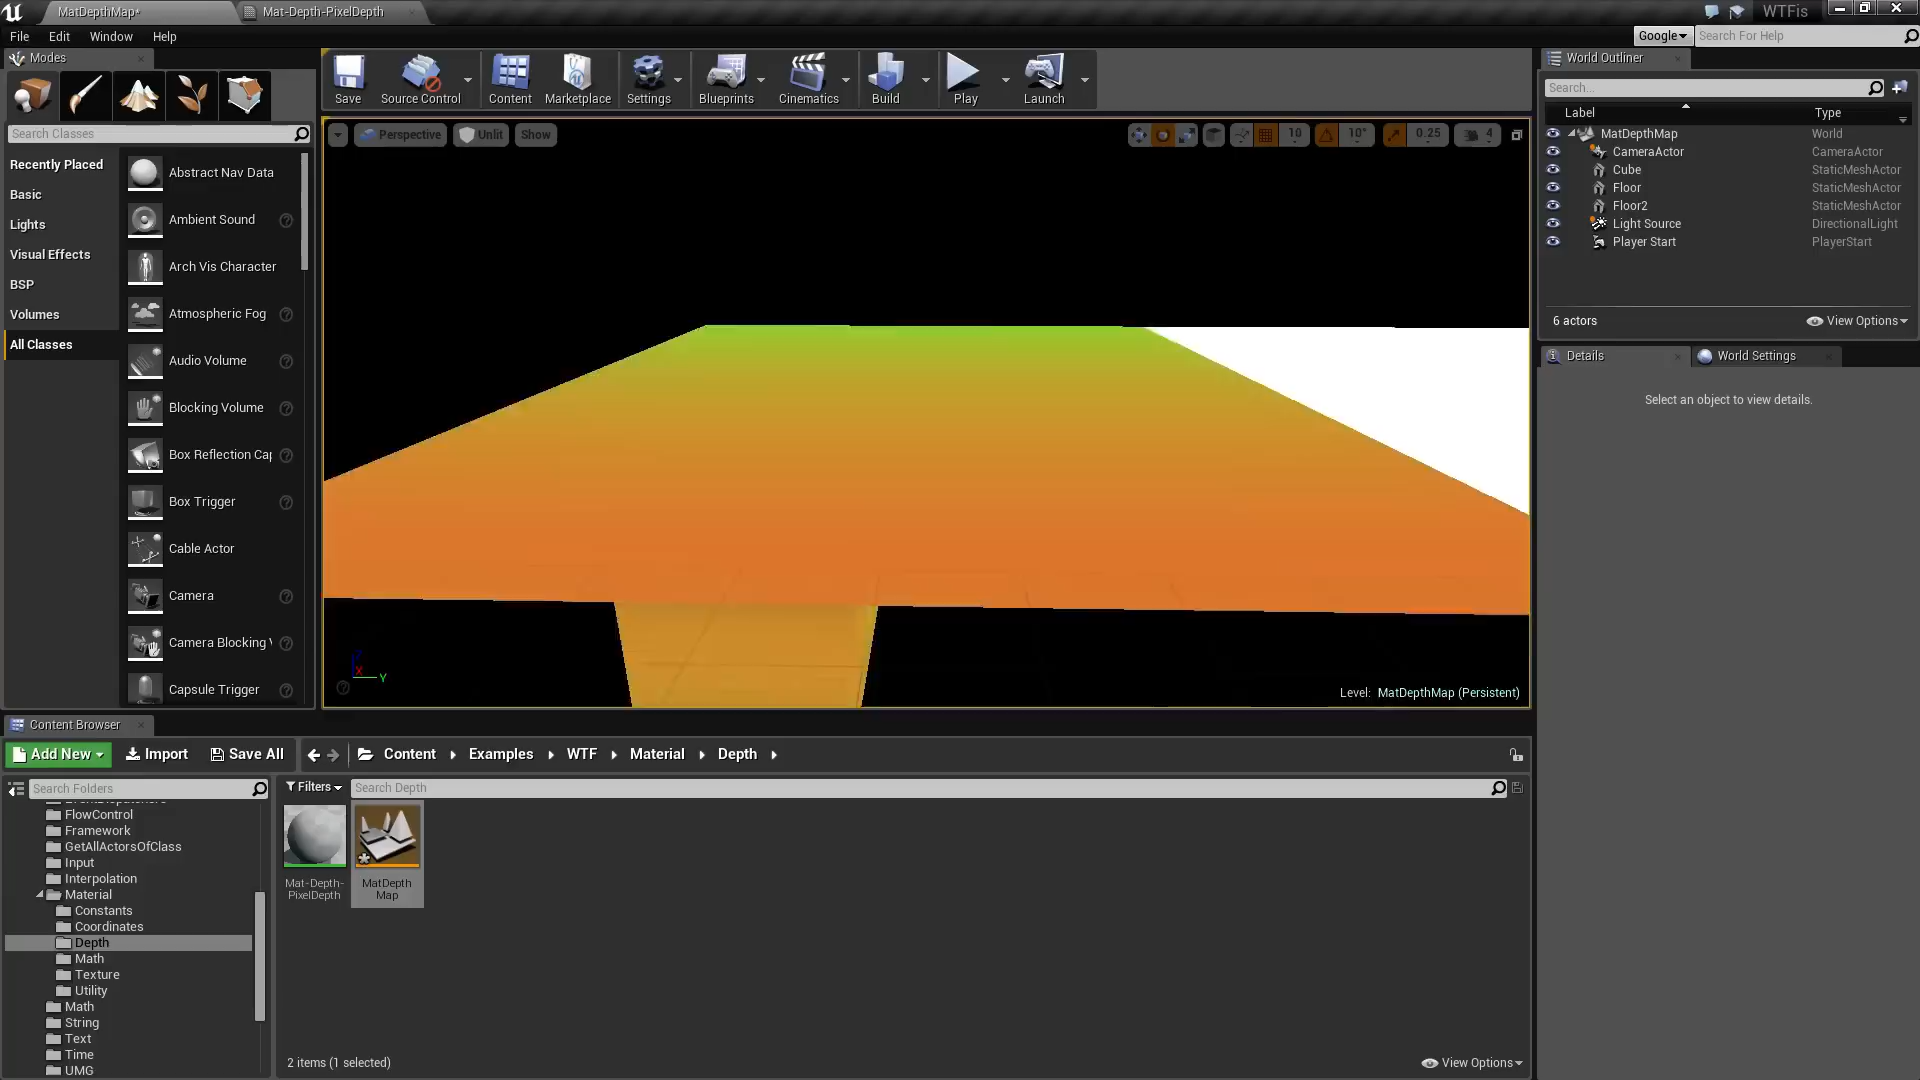 MatDepthMap*
Mat-Depth-PixelDepth
WTFis
File
Edit
Window
Help
Google
Search For Help
Modes
Save
Source Control
Content
Marketplace
Settings
Blueprints
Cinematics
Build
Play
Launch
World Outliner
Search...
Label
Type
Search Classes
Perspective
Unlit
Show
10
10°
0.25
4
MatDepthMap
World
CameraActor
CameraActor
Cube
StaticMeshActor
Floor
StaticMeshActor
Floor2
StaticMeshActor
Light Source
DirectionalLight
Player Start
PlayerStart
6 actors
View Options
Details
World Settings
Select an object to view details.
Recently Placed
Basic
Lights
Visual Effects
BSP
Volumes
All Classes
Abstract Nav Data
Ambient Sound
Arch Vis Character
Atmospheric Fog
Audio Volume
Blocking Volume
Box Reflection Cap
Box Trigger
Cable Actor
Camera
Camera Blocking V
Capsule Trigger
X
Y
Level: MatDepthMap (Persistent)
Content Browser
Add New
Import
Save All
Content
Examples
WTF
Material
Depth
Search Folders
Filters
Search Depth
FlowControl
Framework
GetAllActorsOfClass
Input
Interpolation
Material
Constants
Coordinates
Depth
Math
Texture
Utility
Math
String
Text
Time
UMG
Mat-Depth-
PixelDepth
MatDepth
Map
2 items (1 selected)
View Options